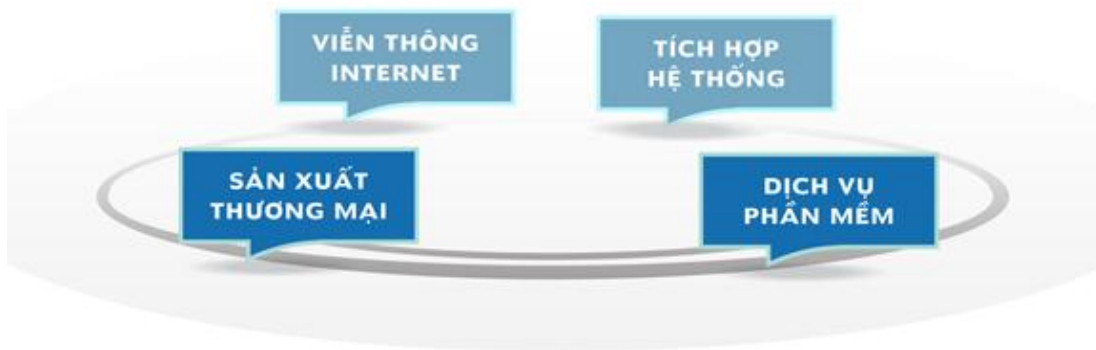 VIỄN THÔNG
INTERNET
TÍCH HỢP
HỆ THỐNG
SẢN XUẤT
THƯƠNG MẠI
DỊCH VỤ
PHẦN MỀM